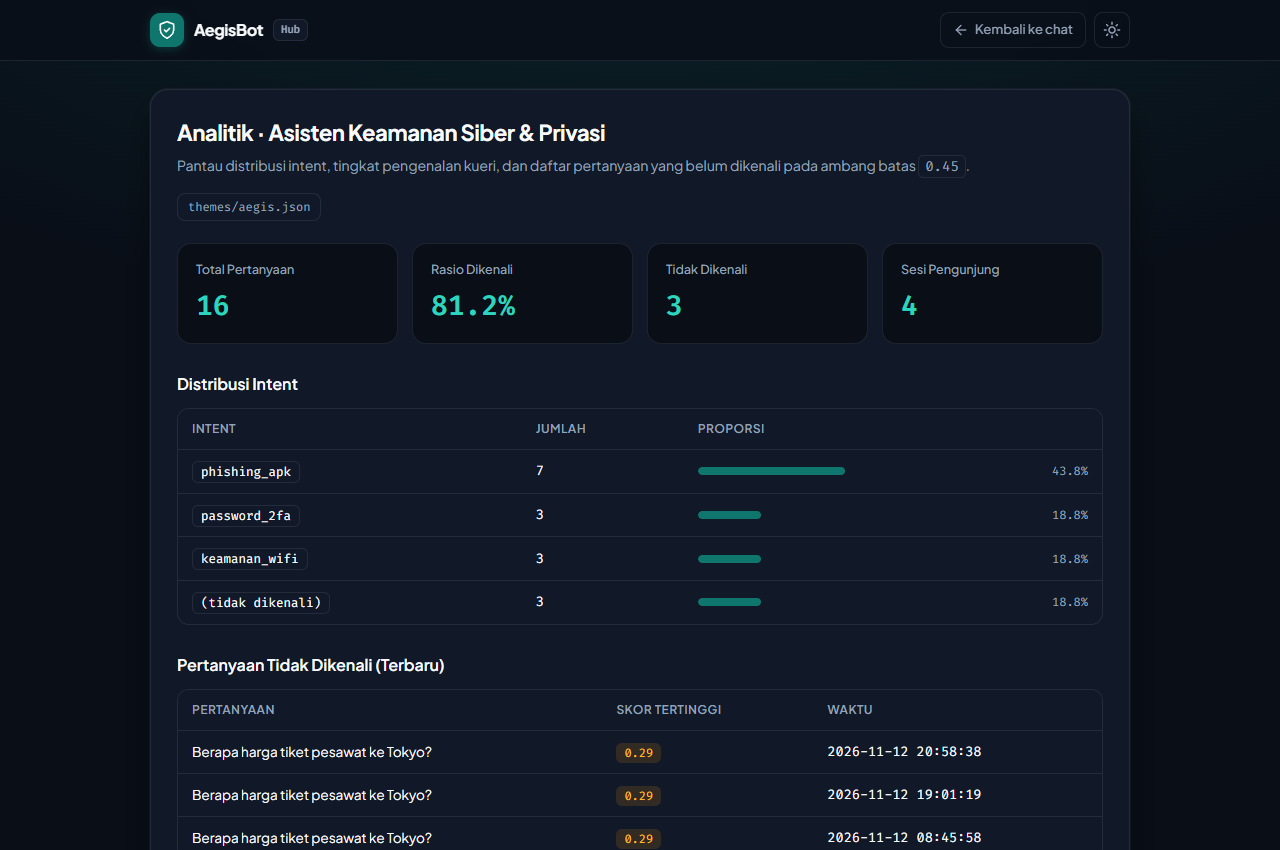 AegisBot Hub
Kembali ke chat
Analitik · Asisten Keamanan Siber & Privasi
Pantau distribusi intent, tingkat pengenalan kueri, dan daftar pertanyaan yang belum dikenali pada ambang batas 0.45.
themes/aegis.json
Total Pertanyaan
16
Rasio Dikenali
81.2%
Tidak Dikenali
3
Sesi Pengunjung
4
Distribusi Intent
INTENT JUMLAH PROPORSI
phishing_apk 7 43.8%
password_2fa 3 18.8%
keamanan_wifi 3 18.8%
(tidak dikenali) 3 18.8%
Pertanyaan Tidak Dikenali (Terbaru)
PERTANYAAN SKOR TERTINGGI WAKTU
Berapa harga tiket pesawat ke Tokyo? 0.29 2026-11-12 20:58:38
Berapa harga tiket pesawat ke Tokyo? 0.29 2026-11-12 19:01:19
Berapa harga tiket pesawat ke Tokyo? 0.29 2026-11-12 08:45:58